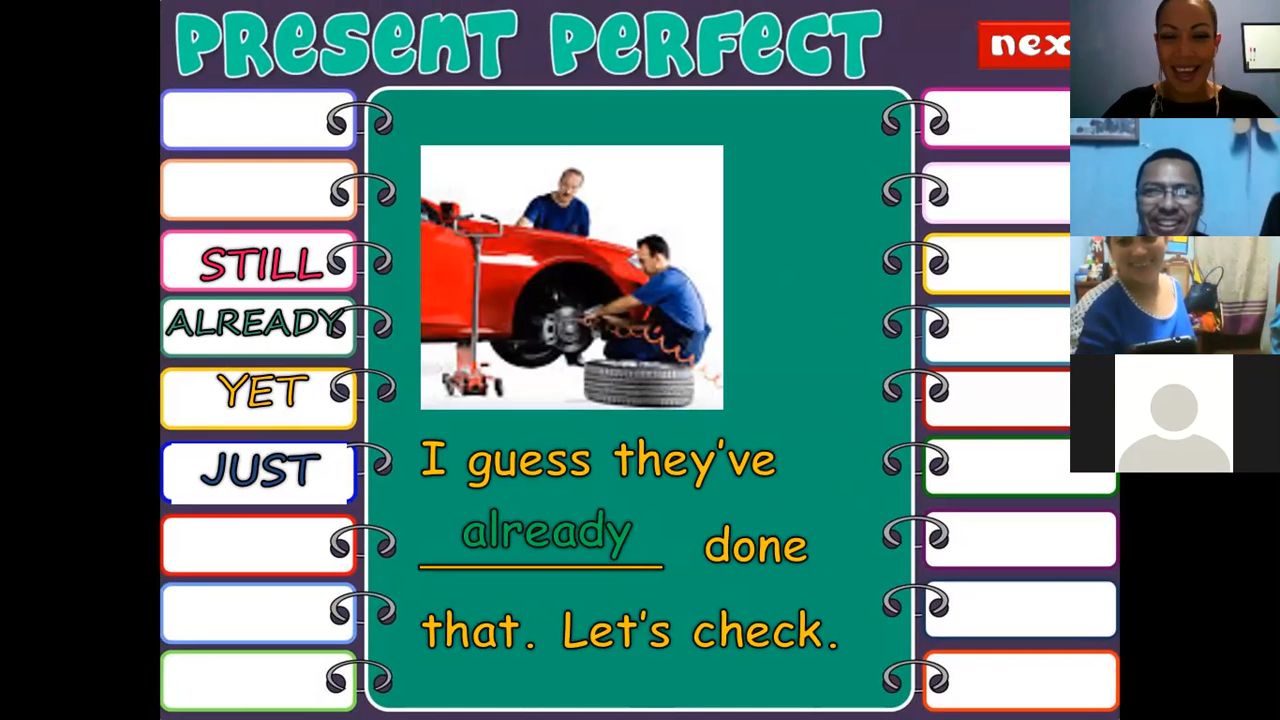 PRESENT PERFECT
nex
STILL
ALREADY
YET
JUST
I guess they've
already done
that. Let's check.